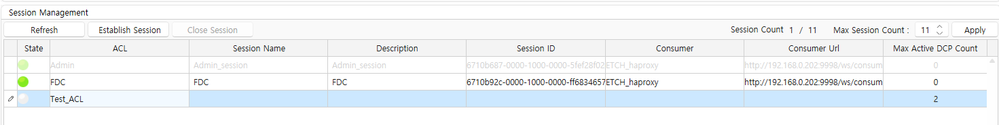 Session Management
Refresh Establish Session Close Session Session Count 1 / 11 Max Session Count : 11 Apply
State ACL Session Name Description Session ID Consumer Consumer Url Max Active DCP Count
Admin Admin_session Admin_session 6710b687-0000-1000-0000-5fef28f02 ETCH_haproxy http://192.168.0.202:9998/ws/consum 0
FDC FDC FDC 6710b92c-0000-1000-0000-ff6834657 ETCH_haproxy http://192.168.0.202:9998/ws/consum 0
Test_ACL 2